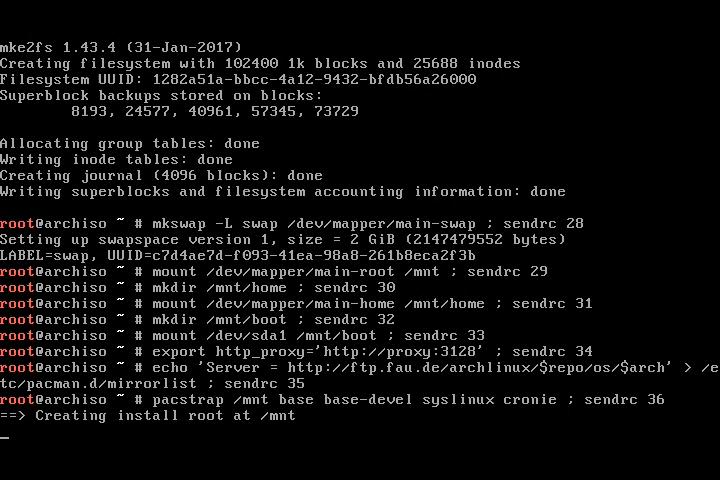 mke2fs 1.43.4 (31-Jan-2017)
Creating filesystem with 102400 1k blocks and 25688 inodes
Filesystem UUID: 1282a51a-bbcc-4a12-9432-bfdb56a26000
Superblock backups stored on blocks:
        8193, 24577, 40961, 57345, 73729

Allocating group tables: done
Writing inode tables: done
Creating journal (4096 blocks): done
Writing superblocks and filesystem accounting information: done

root@archiso ~ # mkswap -L swap /dev/mapper/main-swap ; sendrc 28
Setting up swapspace version 1, size = 2 GiB (2147479552 bytes)
LABEL=swap, UUID=c7d4ae7d-f093-41ea-98a8-261b8eca2f3b
root@archiso ~ # mount /dev/mapper/main-root /mnt ; sendrc 29
root@archiso ~ # mkdir /mnt/home ; sendrc 30
root@archiso ~ # mount /dev/mapper/main-home /mnt/home ; sendrc 31
root@archiso ~ # mkdir /mnt/boot ; sendrc 32
root@archiso ~ # mount /dev/sda1 /mnt/boot ; sendrc 33
root@archiso ~ # export http_proxy='http://proxy:3128' ; sendrc 34
root@archiso ~ # echo 'Server = http://ftp.fau.de/archlinux/$repo/os/$arch' > /e
tc/pacman.d/mirrorlist ; sendrc 35
root@archiso ~ # pacstrap /mnt base base-devel syslinux cronie ; sendrc 36
==> Creating install root at /mnt